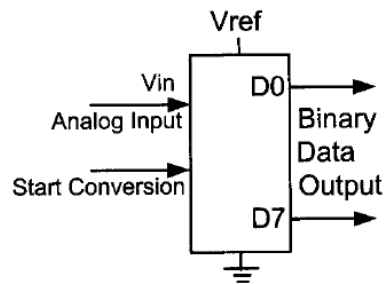 Vref
Vin
D0
Analog Input
Binary
Data
Start Conversion
Output
D7